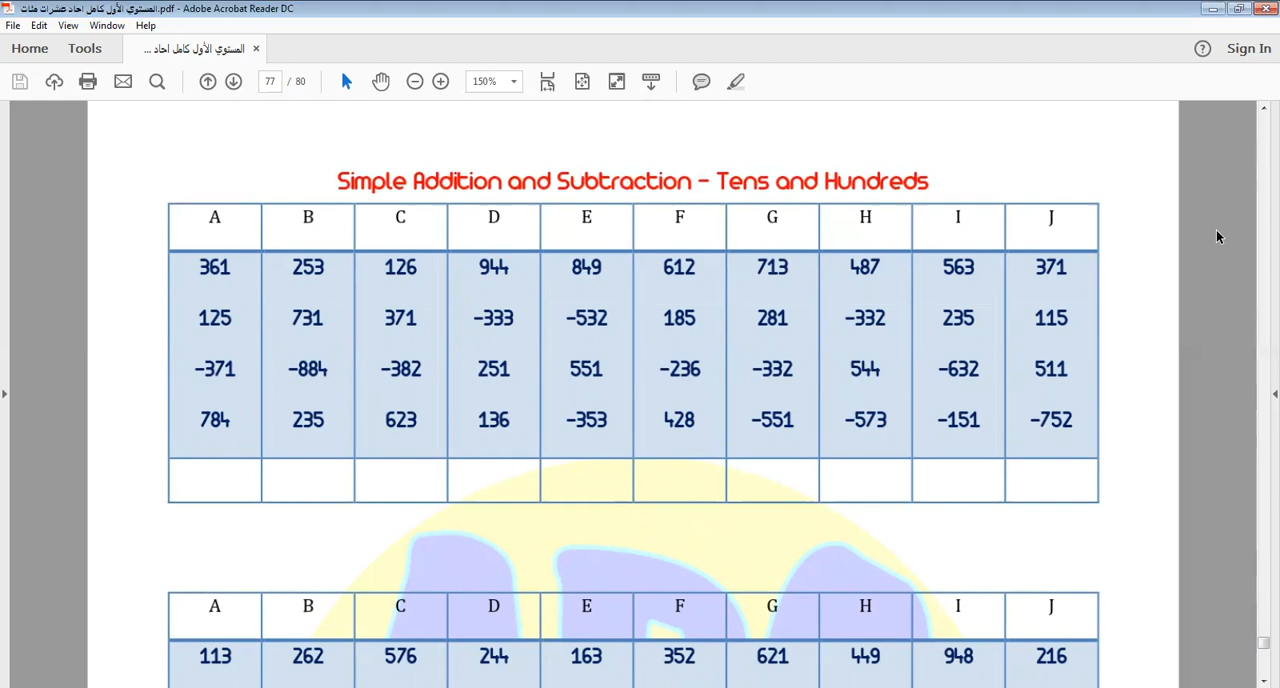 المستوي الأول كامل احاد عشرات مئات.pdf - Adobe Acrobat Reader DC
File Edit View Window Help
Home Tools المستوي الأول كامل احاد ... × ? Sign In
77 / 80 150%
Simple Addition and Subtraction - Tens and Hundreds
A B C D E F G H I J
361 253 126 944 849 612 713 487 563 371
125 731 371 -333 -532 185 281 -332 235 115
-371 -884 -382 251 551 -236 -332 544 -632 511
784 235 623 136 -353 428 -551 -573 -151 -752
A B C D E F G H I J
113 262 576 244 163 352 621 449 948 216